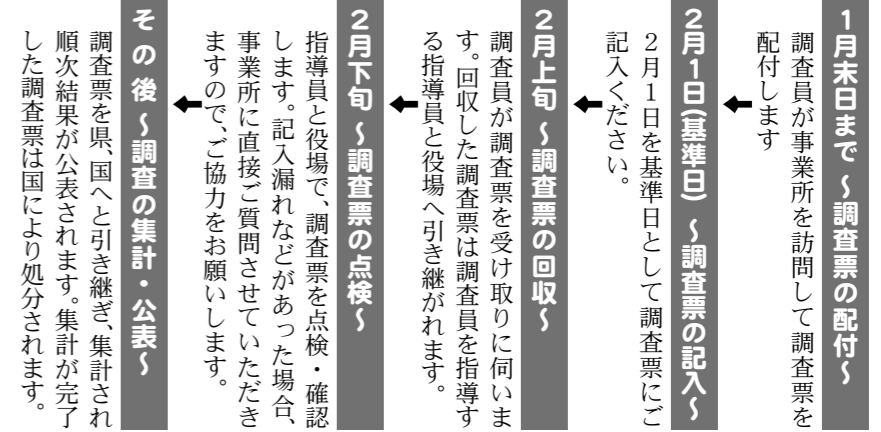 1月末日まで ～調査票の配付～
調査員が事業所を訪問して調査票を
配付します
2月1日(基準日) ～調査票の記入～
２月１日を基準日として調査票にご
記入ください。
2月上旬 ～調査票の回収～
調査員が調査票を受け取りに伺いま
す。回収した調査票は調査員を指導す
る指導員と役場へ引き継がれます。
2月下旬 ～調査票の点検～
指導員と役場で、調査票を点検・確認
します。記入漏れなどがあった場合、
事業所に直接ご質問させていただき
ますので、ご協力をお願いします。
その後 ～調査の集計・公表～
調査票を県、国へと引き継ぎ、集計され
順次結果が公表されます。集計が完了
した調査票は国により処分されます。